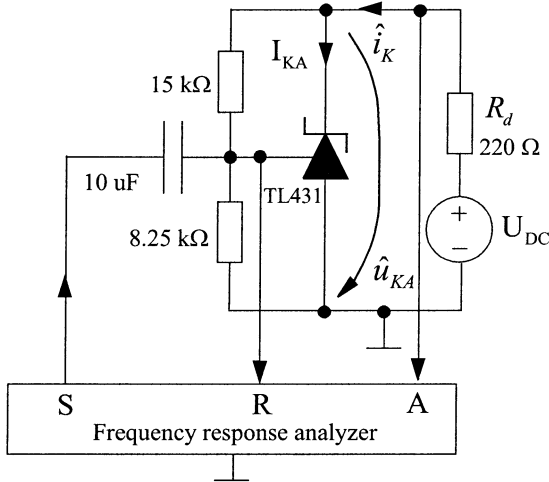 I_KA
î_K
15 kΩ
R_d
220 Ω
10 uF
TL431
8.25 kΩ
+
−
U_DC
û_KA
S R A
Frequency response analyzer